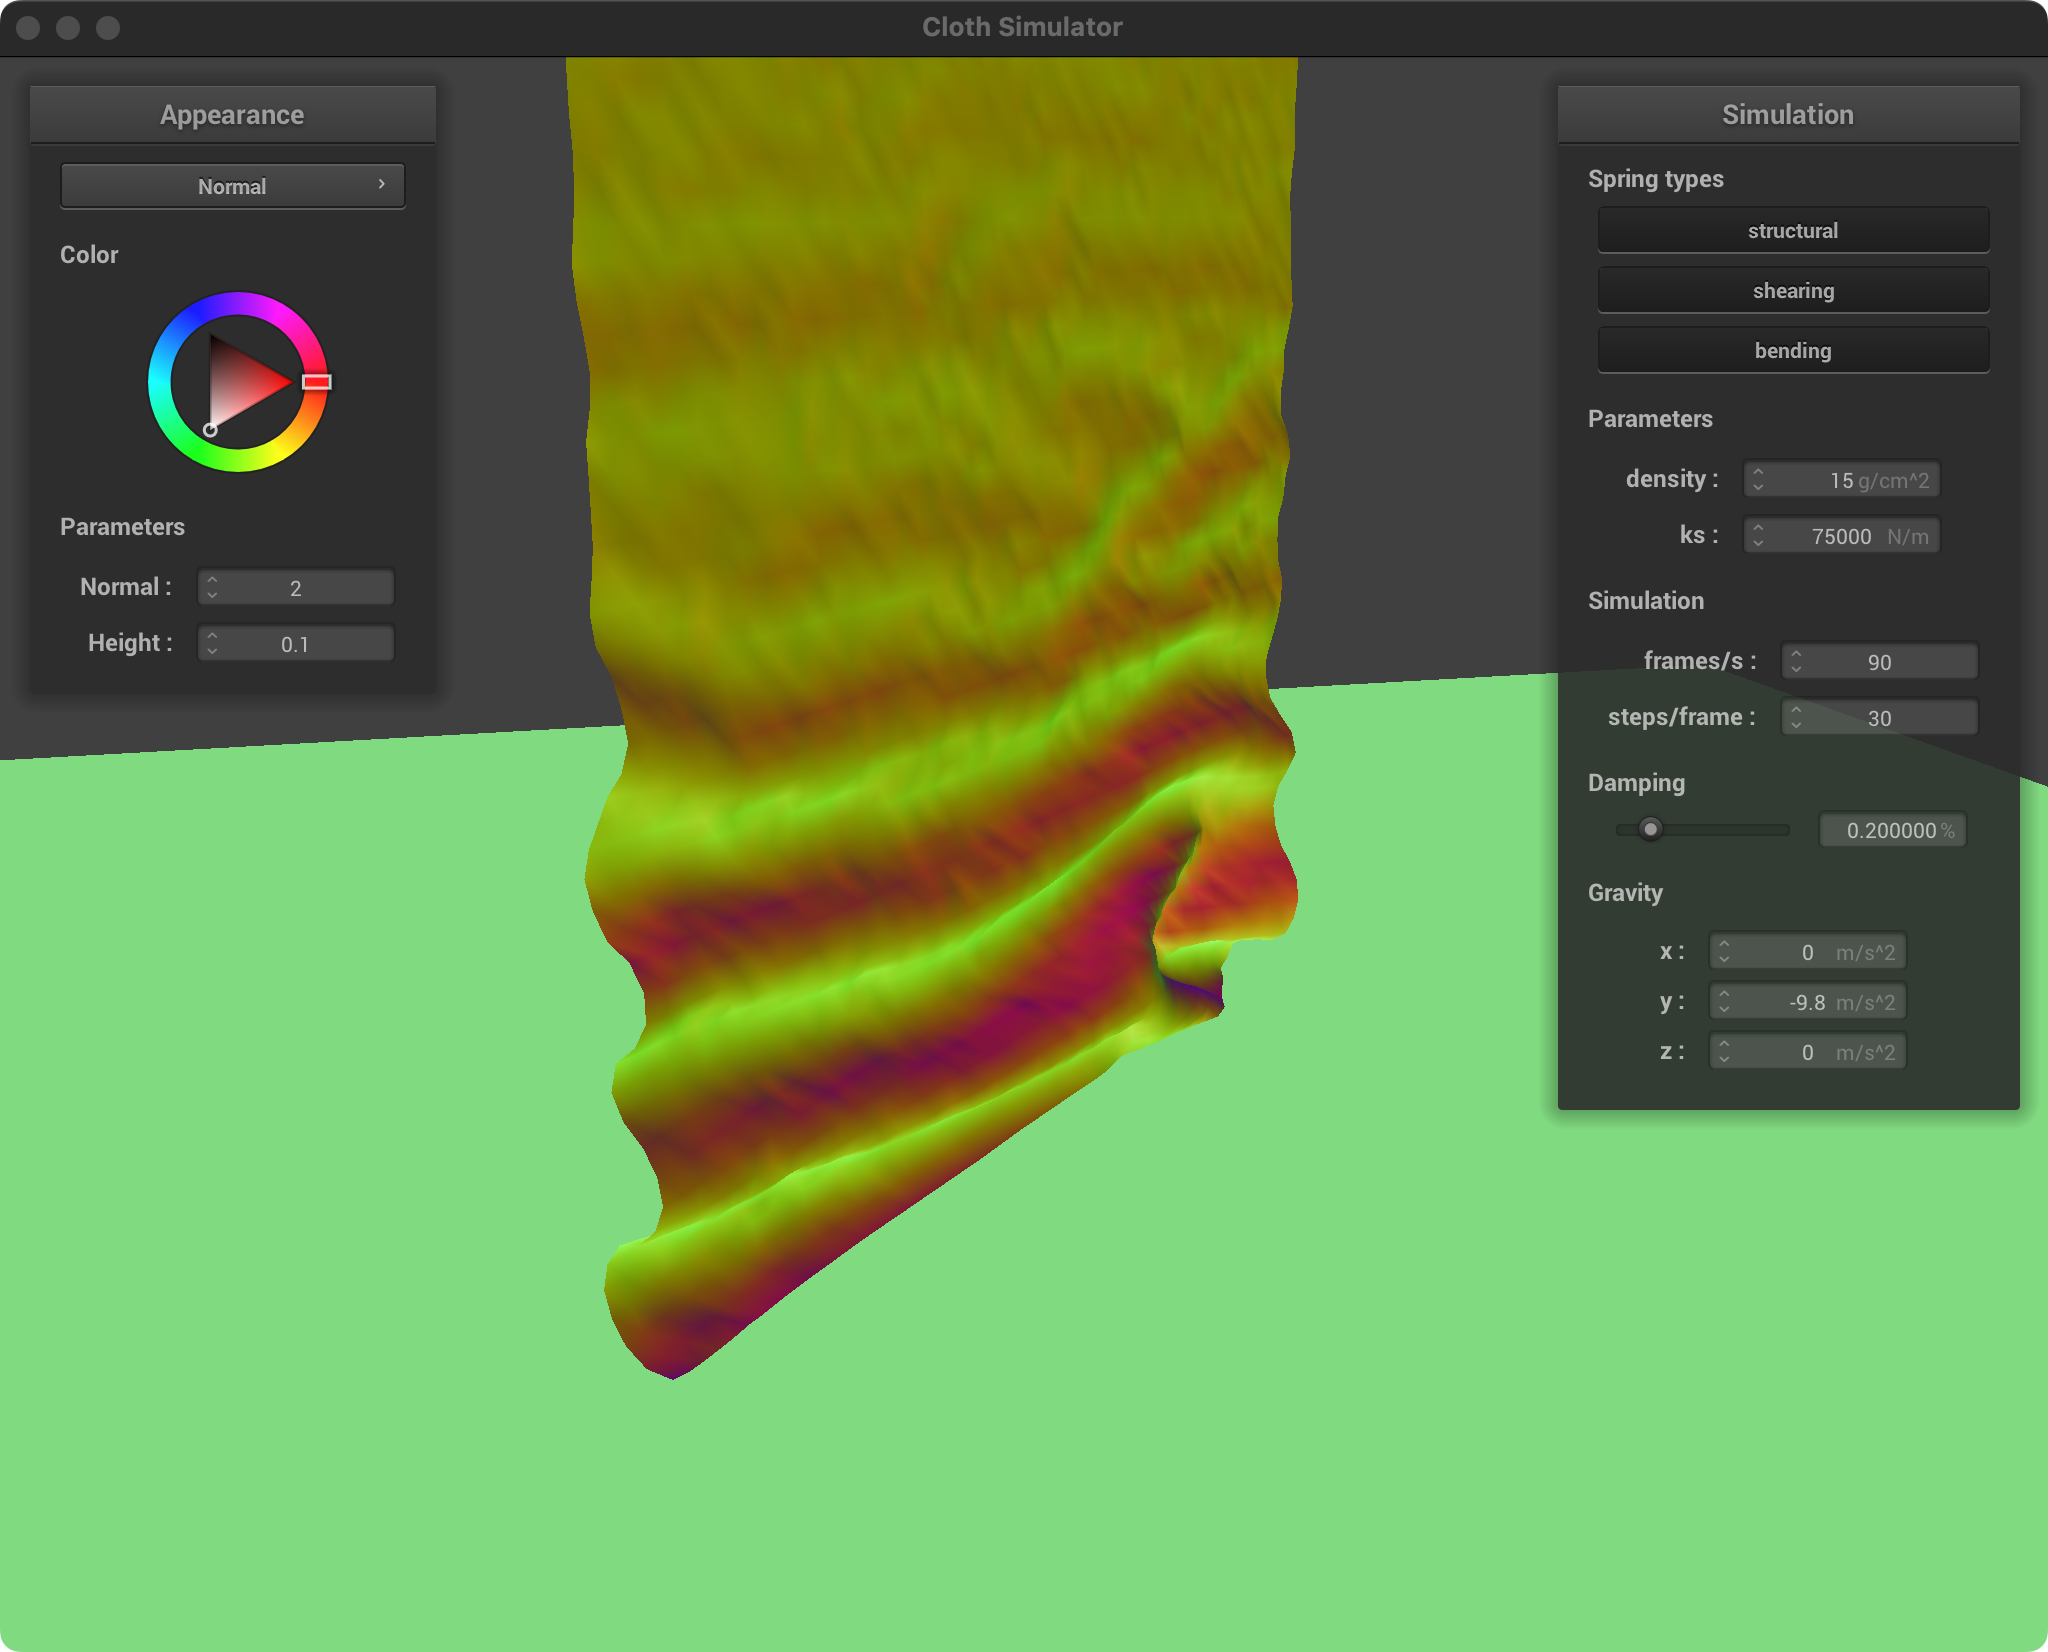 Cloth Simulator
Appearance
Normal
Color
Parameters
Normal : 2
Height : 0.1
Simulation
Spring types
structural
shearing
bending
Parameters
density : 15 g/cm^2
ks : 75000 N/m
Simulation
frames/s : 90
steps/frame : 30
Damping
0.200000 %
Gravity
x : 0 m/s^2
y : -9.8 m/s^2
z : 0 m/s^2